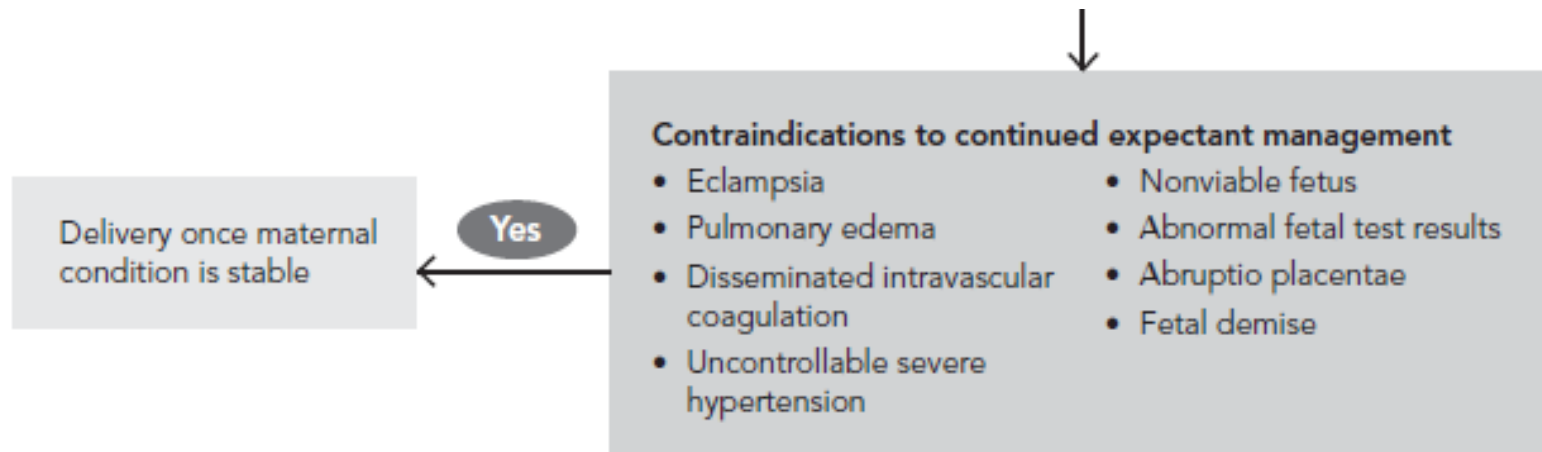 Delivery once maternal
condition is stable
Yes
Contraindications to continued expectant management
• Eclampsia
• Pulmonary edema
• Disseminated intravascular
coagulation
• Uncontrollable severe
hypertension
• Nonviable fetus
• Abnormal fetal test results
• Abruptio placentae
• Fetal demise